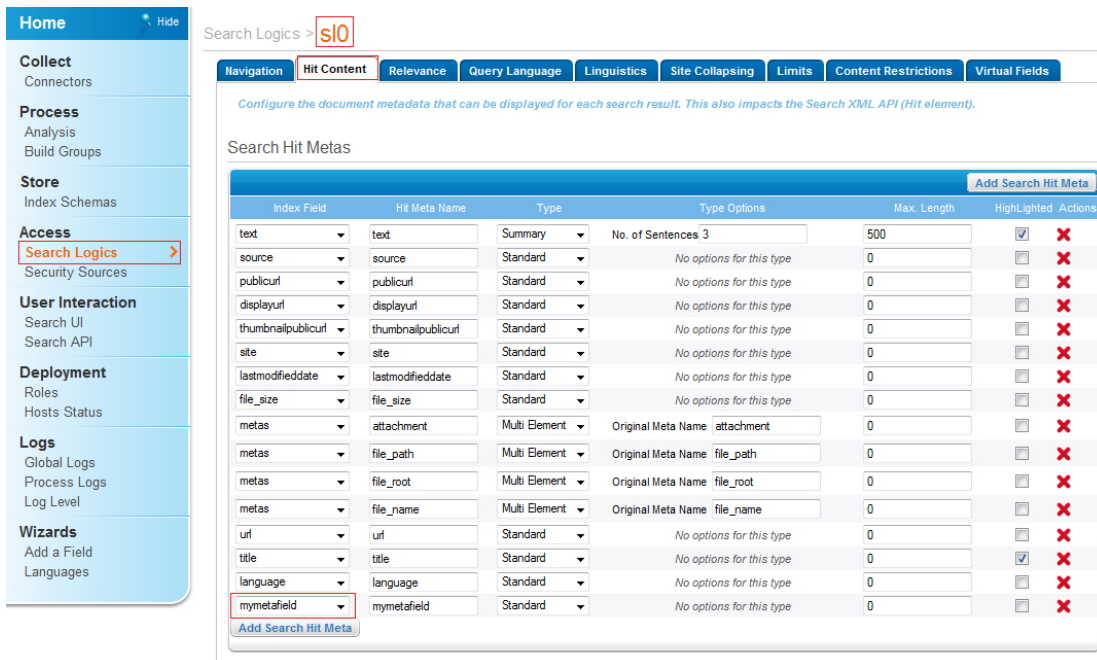 Home Hide
Collect
Connectors
Process
Analysis
Build Groups
Store
Index Schemas
Access
Search Logics
Security Sources
User Interaction
Search UI
Search API
Deployment
Roles
Hosts Status
Logs
Global Logs
Process Logs
Log Level
Wizards
Add a Field
Languages
Search Logics > sl0
Navigation Hit Content Relevance Query Language Linguistics Site Collapsing Limits Content Restrictions Virtual Fields
Configure the document metadata that can be displayed for each search result. This also impacts the Search XML API (Hit element).
Search Hit Metas
Add Search Hit Meta
Index Field Hit Meta Name Type Type Options Max. Length HighLighted Actions
text text Summary No. of Sentences 3 500
source source Standard No options for this type 0
publicurl publicurl Standard No options for this type 0
displayurl displayurl Standard No options for this type 0
thumbnailpublicurl thumbnailpublicurl Standard No options for this type 0
site site Standard No options for this type 0
lastmodifieddate lastmodifieddate Standard No options for this type 0
file_size file_size Standard No options for this type 0
metas attachment Multi Element Original Meta Name attachment 0
metas file_path Multi Element Original Meta Name file_path 0
metas file_root Multi Element Original Meta Name file_root 0
metas file_name Multi Element Original Meta Name file_name 0
url url Standard No options for this type 0
title title Standard No options for this type 0
language language Standard No options for this type 0
mymetafield mymetafield Standard No options for this type 0
Add Search Hit Meta